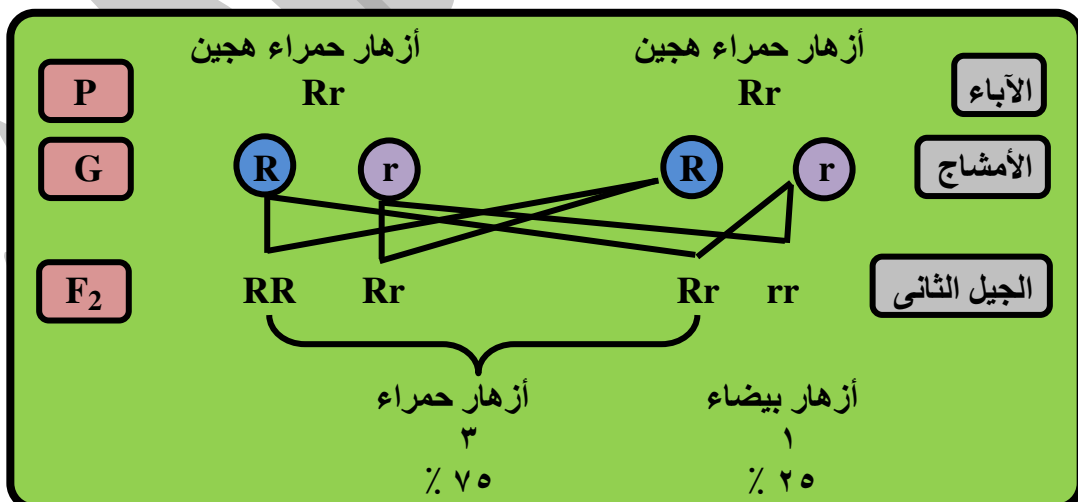 أزهار حمراء هجين أزهار حمراء هجين
الآباء Rr Rr P
الأمشاج r R r R G
الجيل الثانى rr Rr Rr RR F₂
أزهار بيضاء أزهار حمراء
١ ٣
٢٥ ٪ ٧٥ ٪